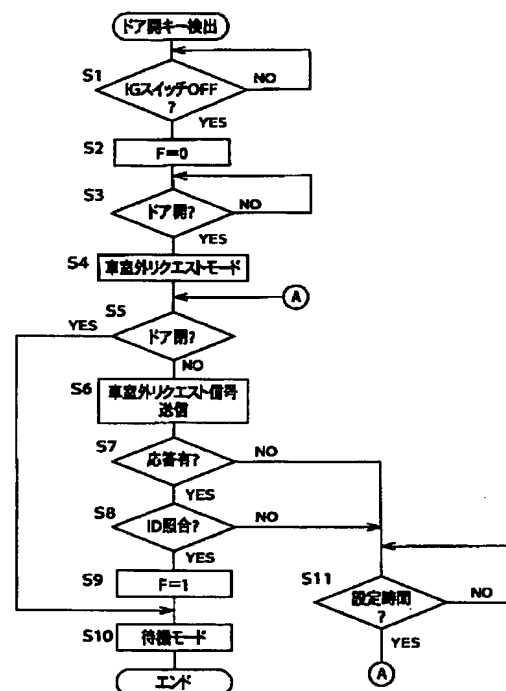 ドア開キー検出
S1
IGスイッチOFF
?
NO
YES
S2
F=0
S3
ドア開?
NO
YES
S4
車室外リクエストモード
A
S5
YES
ドア閉?
NO
S6
車室外リクエスト信号
送信
S7
応答有?
NO
YES
S8
ID照合?
NO
YES
S9
F=1
S11
設定時間
?
NO
YES
A
S10
待機モード
エンド